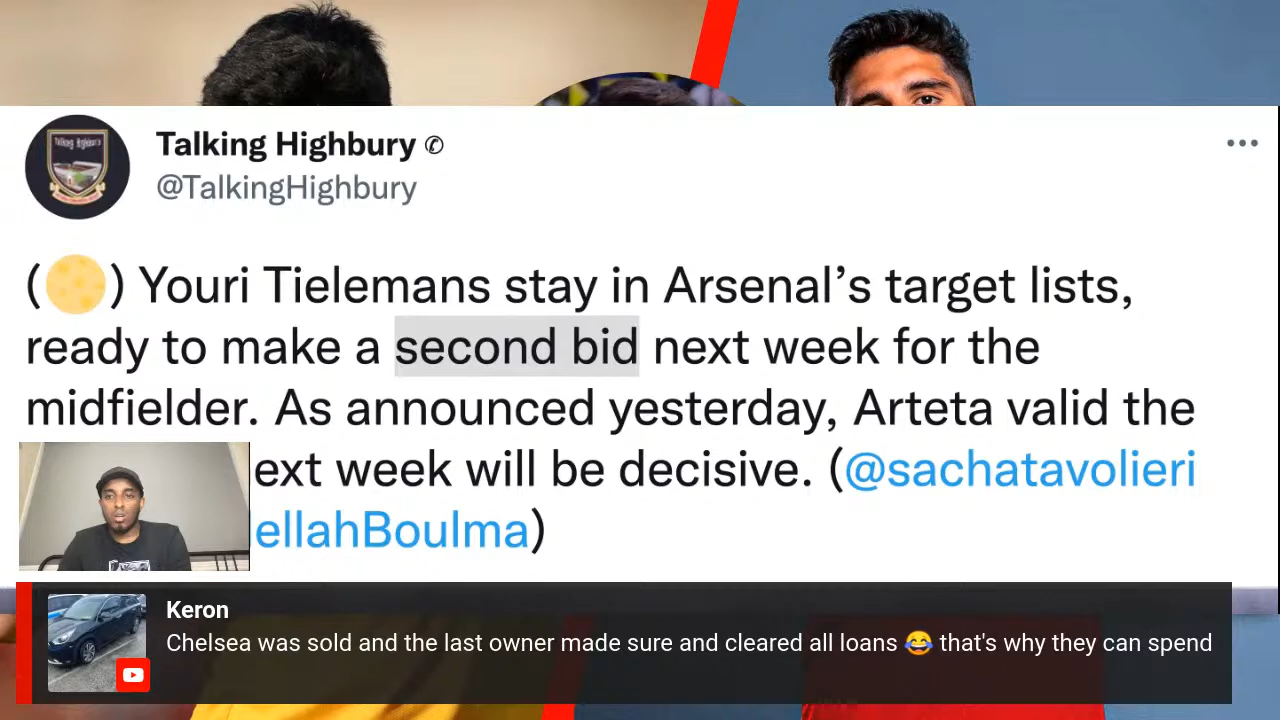 Talking Highbury ✆
@TalkingHighbury
(🌕) Youri Tielemans stay in Arsenal’s target lists,
ready to make a second bid next week for the
midfielder. As announced yesterday, Arteta valid the
ext week will be decisive. (@sachatavolieri
ellahBoulma)
Keron
Chelsea was sold and the last owner made sure and cleared all loans 😂 that's why they can spend